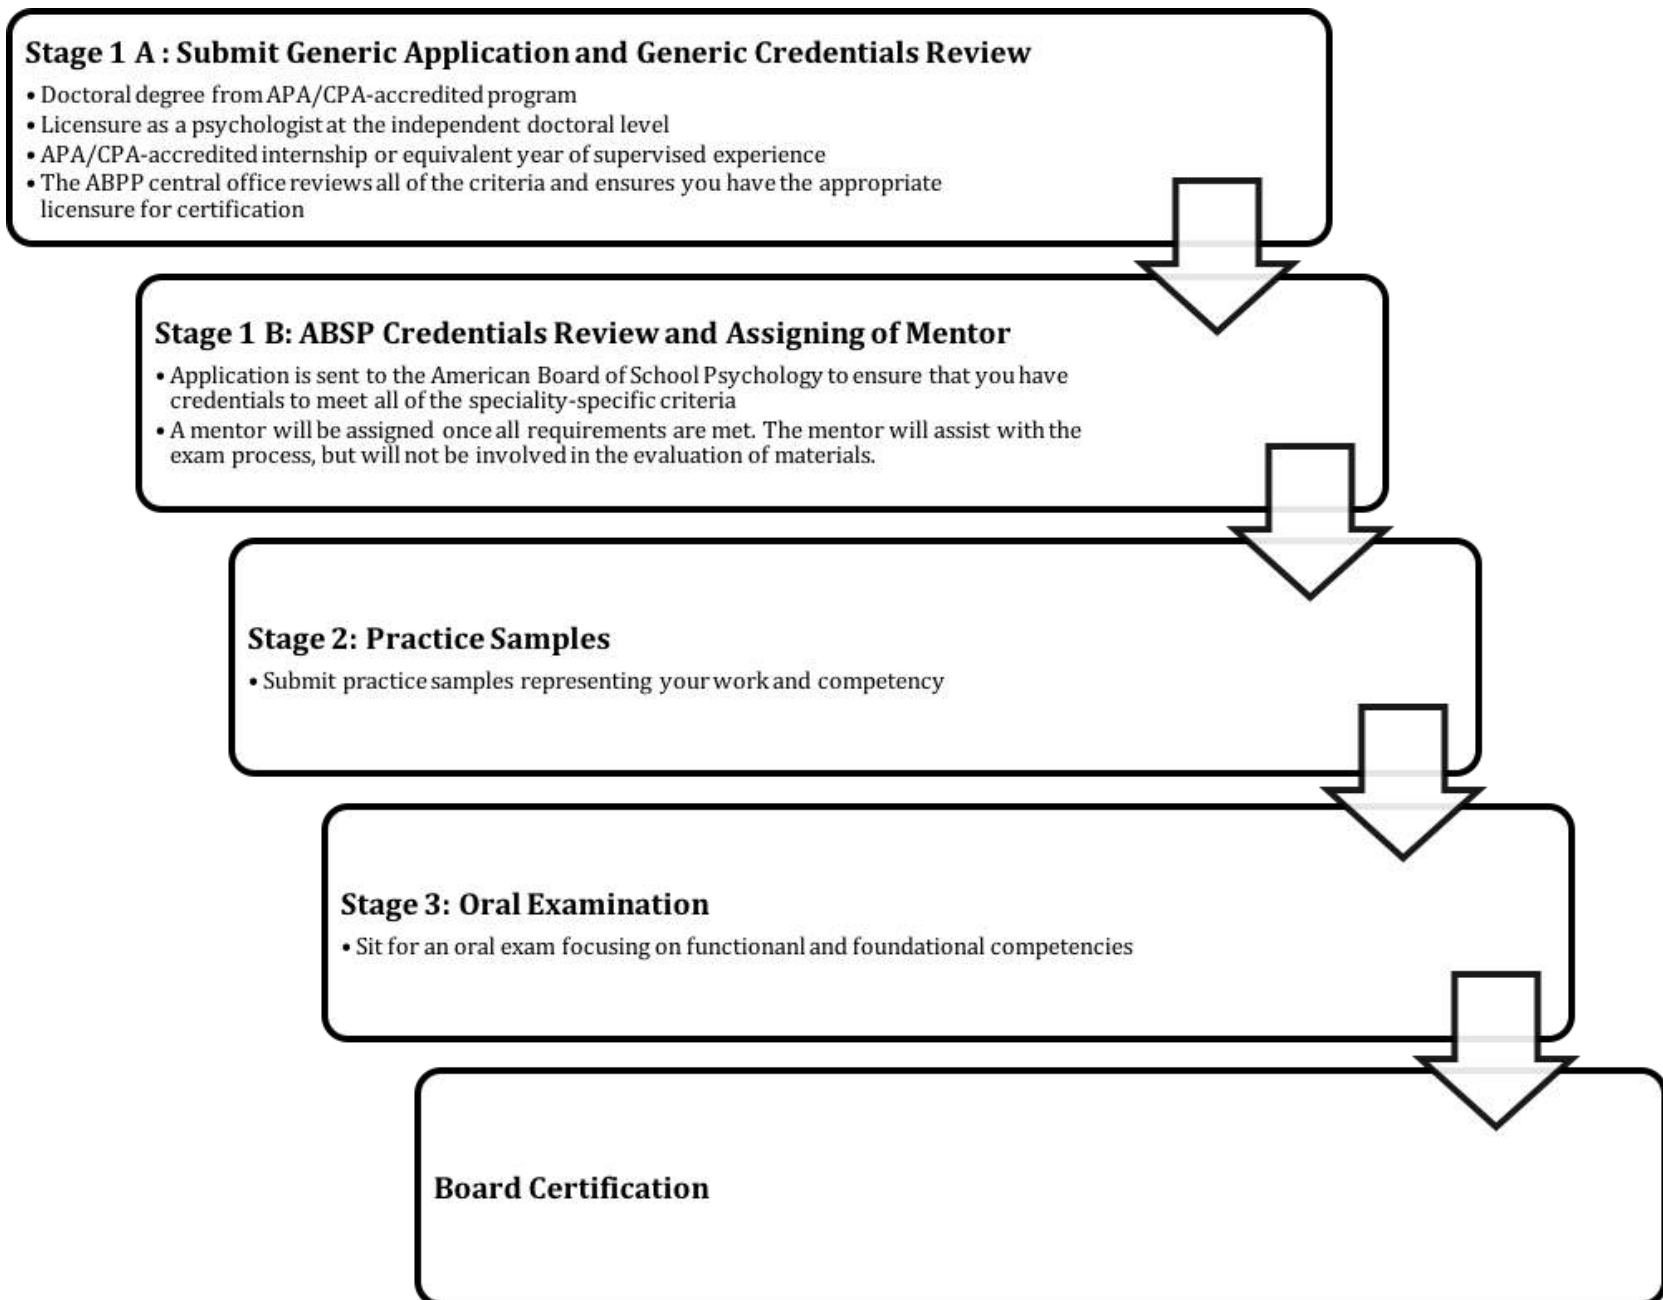 Stage 1 A : Submit Generic Application and Generic Credentials Review
• Doctoral degree from APA/CPA-accredited program
• Licensure as a psychologist at the independent doctoral level
• APA/CPA-accredited internship or equivalent year of supervised experience
• The ABPP central office reviews all of the criteria and ensures you have the appropriate
licensure for certification
Stage 1 B: ABSP Credentials Review and Assigning of Mentor
• Application is sent to the American Board of School Psychology to ensure that you have
credentials to meet all of the speciality-specific criteria
• A mentor will be assigned once all requirements are met. The mentor will assist with the
exam process, but will not be involved in the evaluation of materials.
Stage 2: Practice Samples
• Submit practice samples representing your work and competency
Stage 3: Oral Examination
• Sit for an oral exam focusing on functionanl and foundational competencies
Board Certification